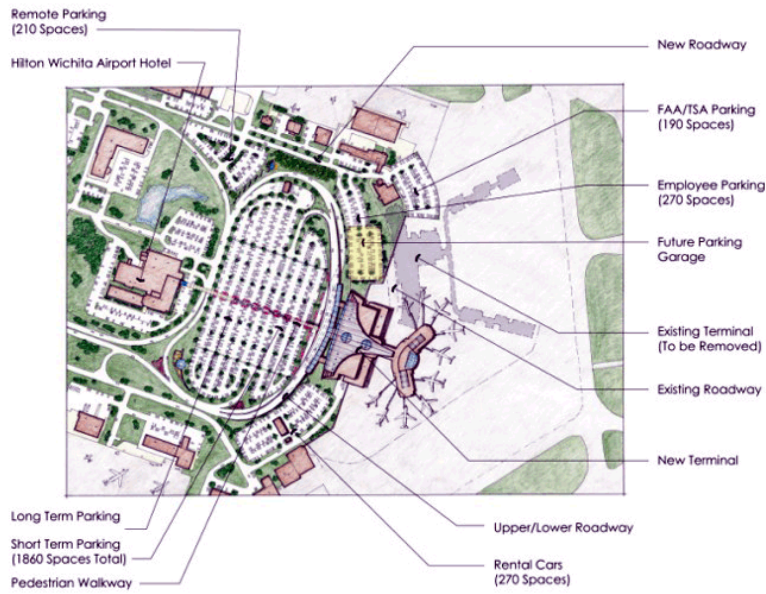 Remote Parking
(210 Spaces)
Hilton Wichita Airport Hotel
New Roadway
FAA/TSA Parking
(190 Spaces)
Employee Parking
(270 Spaces)
Future Parking
Garage
Existing Terminal
(To be Removed)
Existing Roadway
New Terminal
Long Term Parking
Short Term Parking
(1860 Spaces Total)
Pedestrian Walkway
Upper/Lower Roadway
Rental Cars
(270 Spaces)